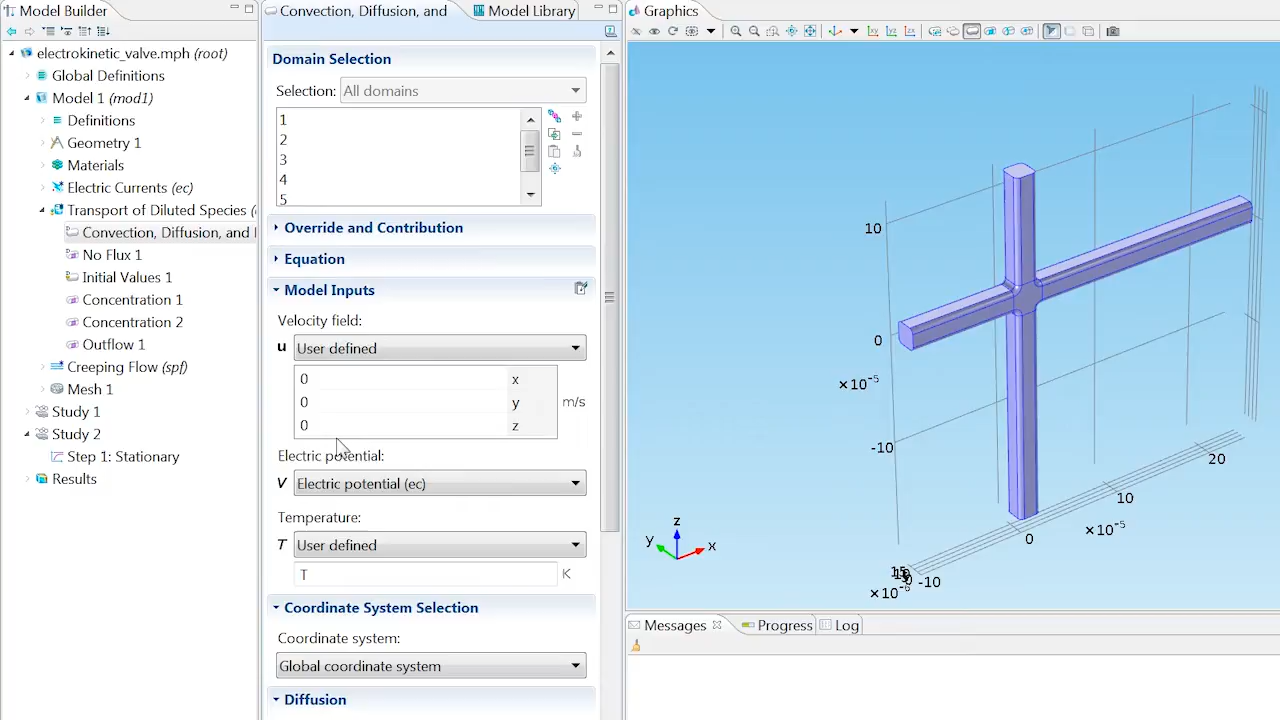 Model Builder
electrokinetic_valve.mph (root)
Global Definitions
Model 1 (mod1)
Definitions
Geometry 1
Materials
Electric Currents (ec)
Transport of Diluted Species (
Convection, Diffusion, and
No Flux 1
Initial Values 1
Concentration 1
Concentration 2
Outflow 1
Creeping Flow (spf)
Mesh 1
Study 1
Study 2
Step 1: Stationary
Results
Convection, Diffusion, and
Model Library
Domain Selection
Selection: All domains
1
2
3
4
5
Override and Contribution
Equation
Model Inputs
Velocity field:
u User defined
0 x
0 y m/s
0 z
Electric potential:
V Electric potential (ec)
Temperature:
T User defined
T K
Coordinate System Selection
Coordinate system:
Global coordinate system
Diffusion
Graphics
xy yz xz
10
0
×10⁻⁵
-10
20
10
×10⁻⁵
0
-10
z
y
x
Messages
Progress
Log